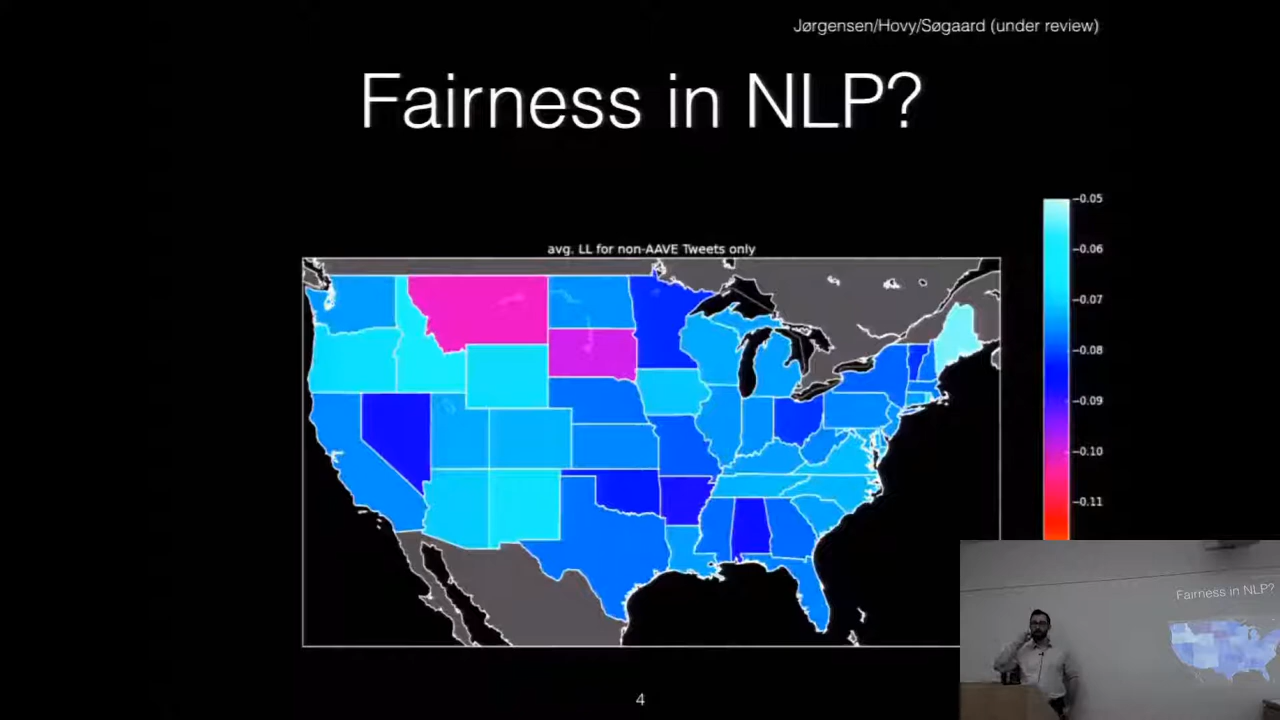 Jørgensen/Hovy/Søgaard (under review)
Fairness in NLP?
avg. LL for non-AAVE Tweets only
−0.05
−0.06
−0.07
−0.08
−0.09
−0.10
−0.11
Fairness in NLP?
4